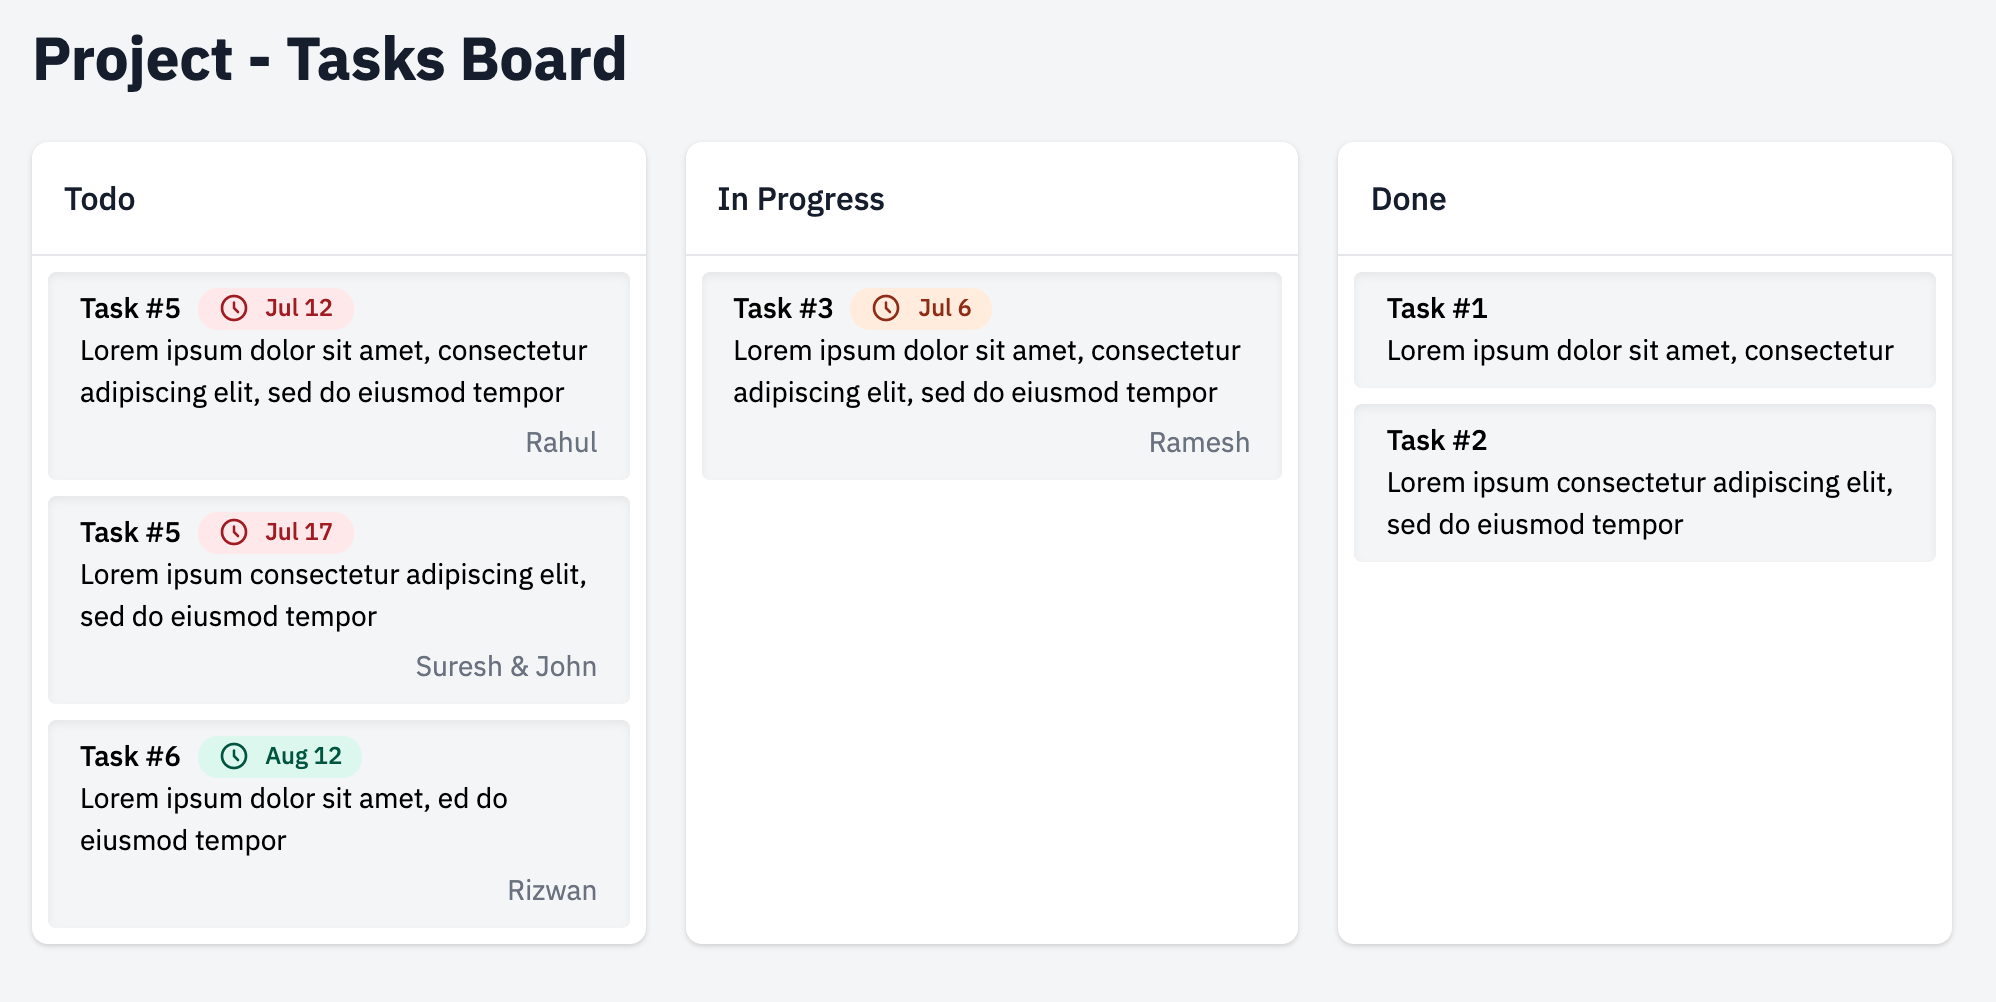 Project - Tasks Board
Todo
Task #5 Jul 12
Lorem ipsum dolor sit amet, consectetur
adipiscing elit, sed do eiusmod tempor
Rahul
Task #5 Jul 17
Lorem ipsum consectetur adipiscing elit,
sed do eiusmod tempor
Suresh & John
Task #6 Aug 12
Lorem ipsum dolor sit amet, ed do
eiusmod tempor
Rizwan
In Progress
Task #3 Jul 6
Lorem ipsum dolor sit amet, consectetur
adipiscing elit, sed do eiusmod tempor
Ramesh
Done
Task #1
Lorem ipsum dolor sit amet, consectetur
Task #2
Lorem ipsum consectetur adipiscing elit,
sed do eiusmod tempor